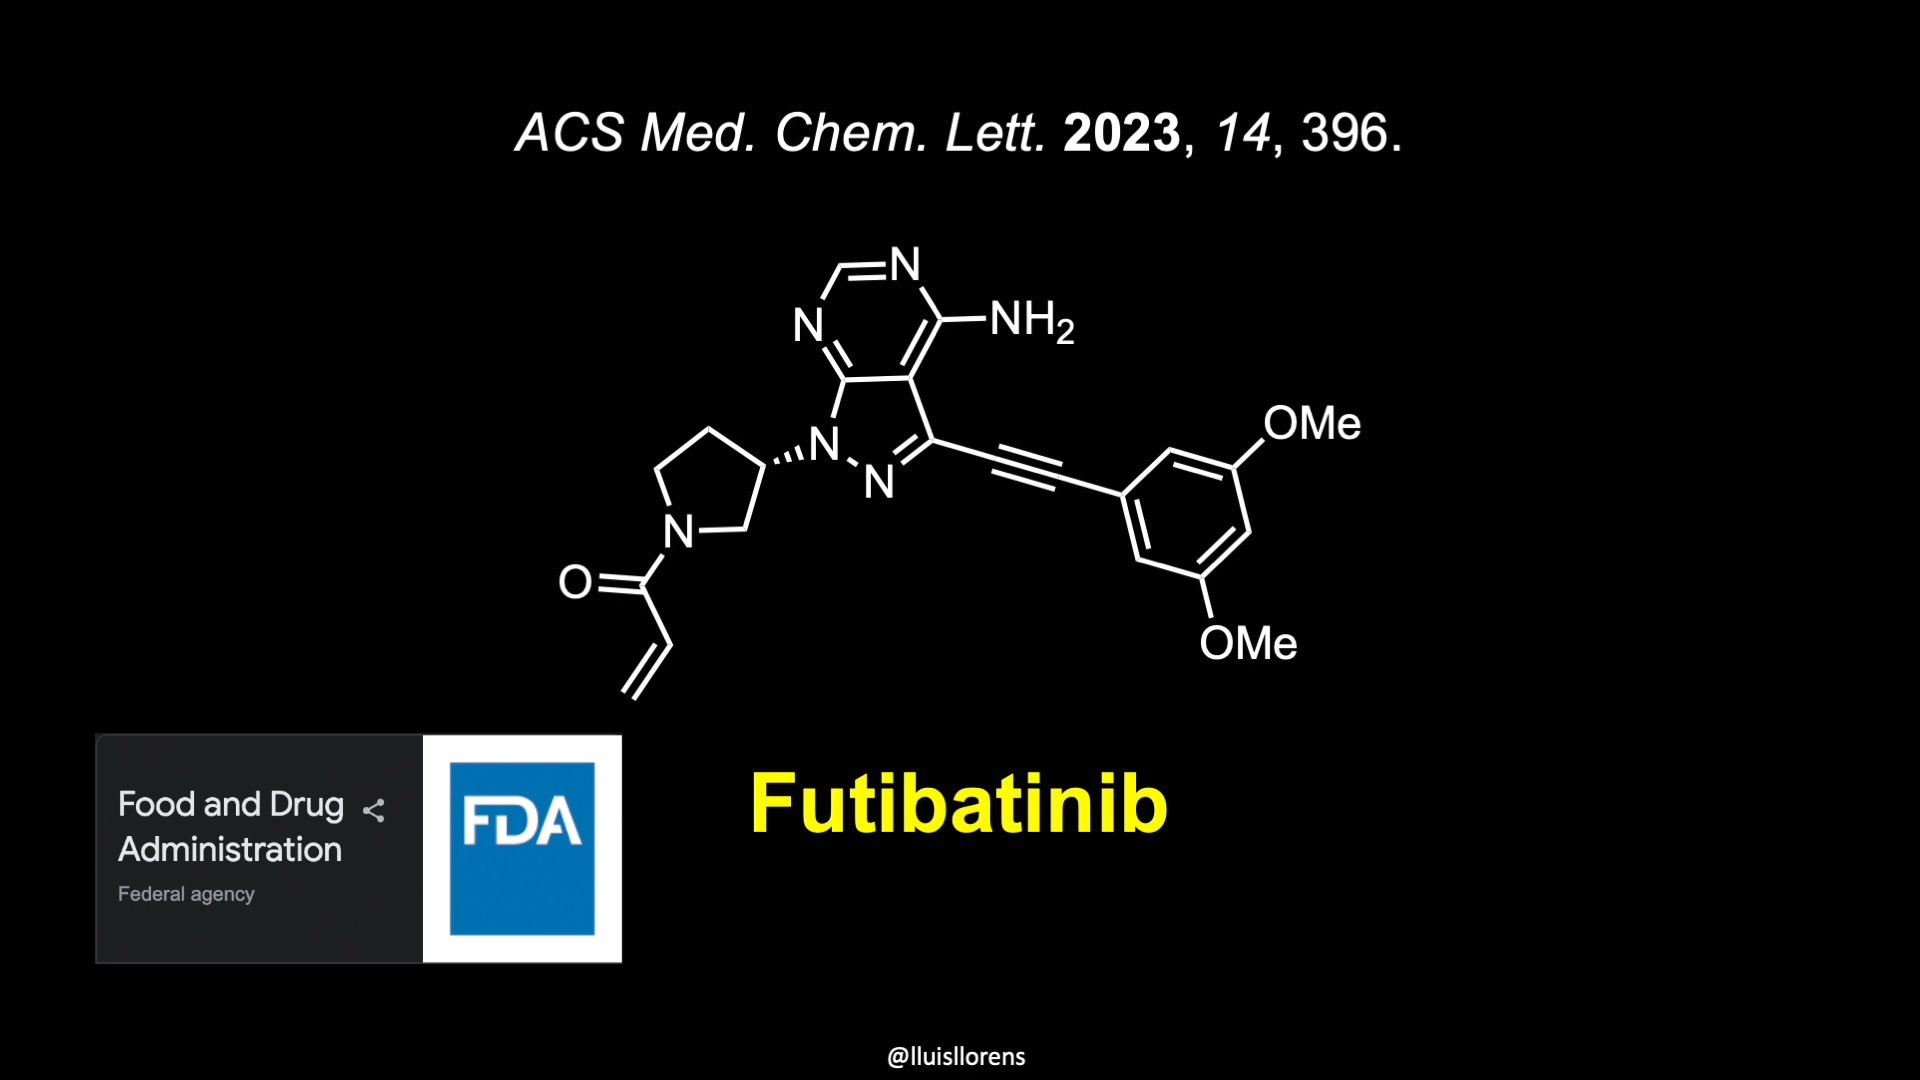 ACS Med. Chem. Lett. 2023, 14, 396.
N
N
NH₂
N
N
OMe
N
O
OMe
Food and Drug
Administration
Federal agency
FDA
Futibatinib
@lluisllorens